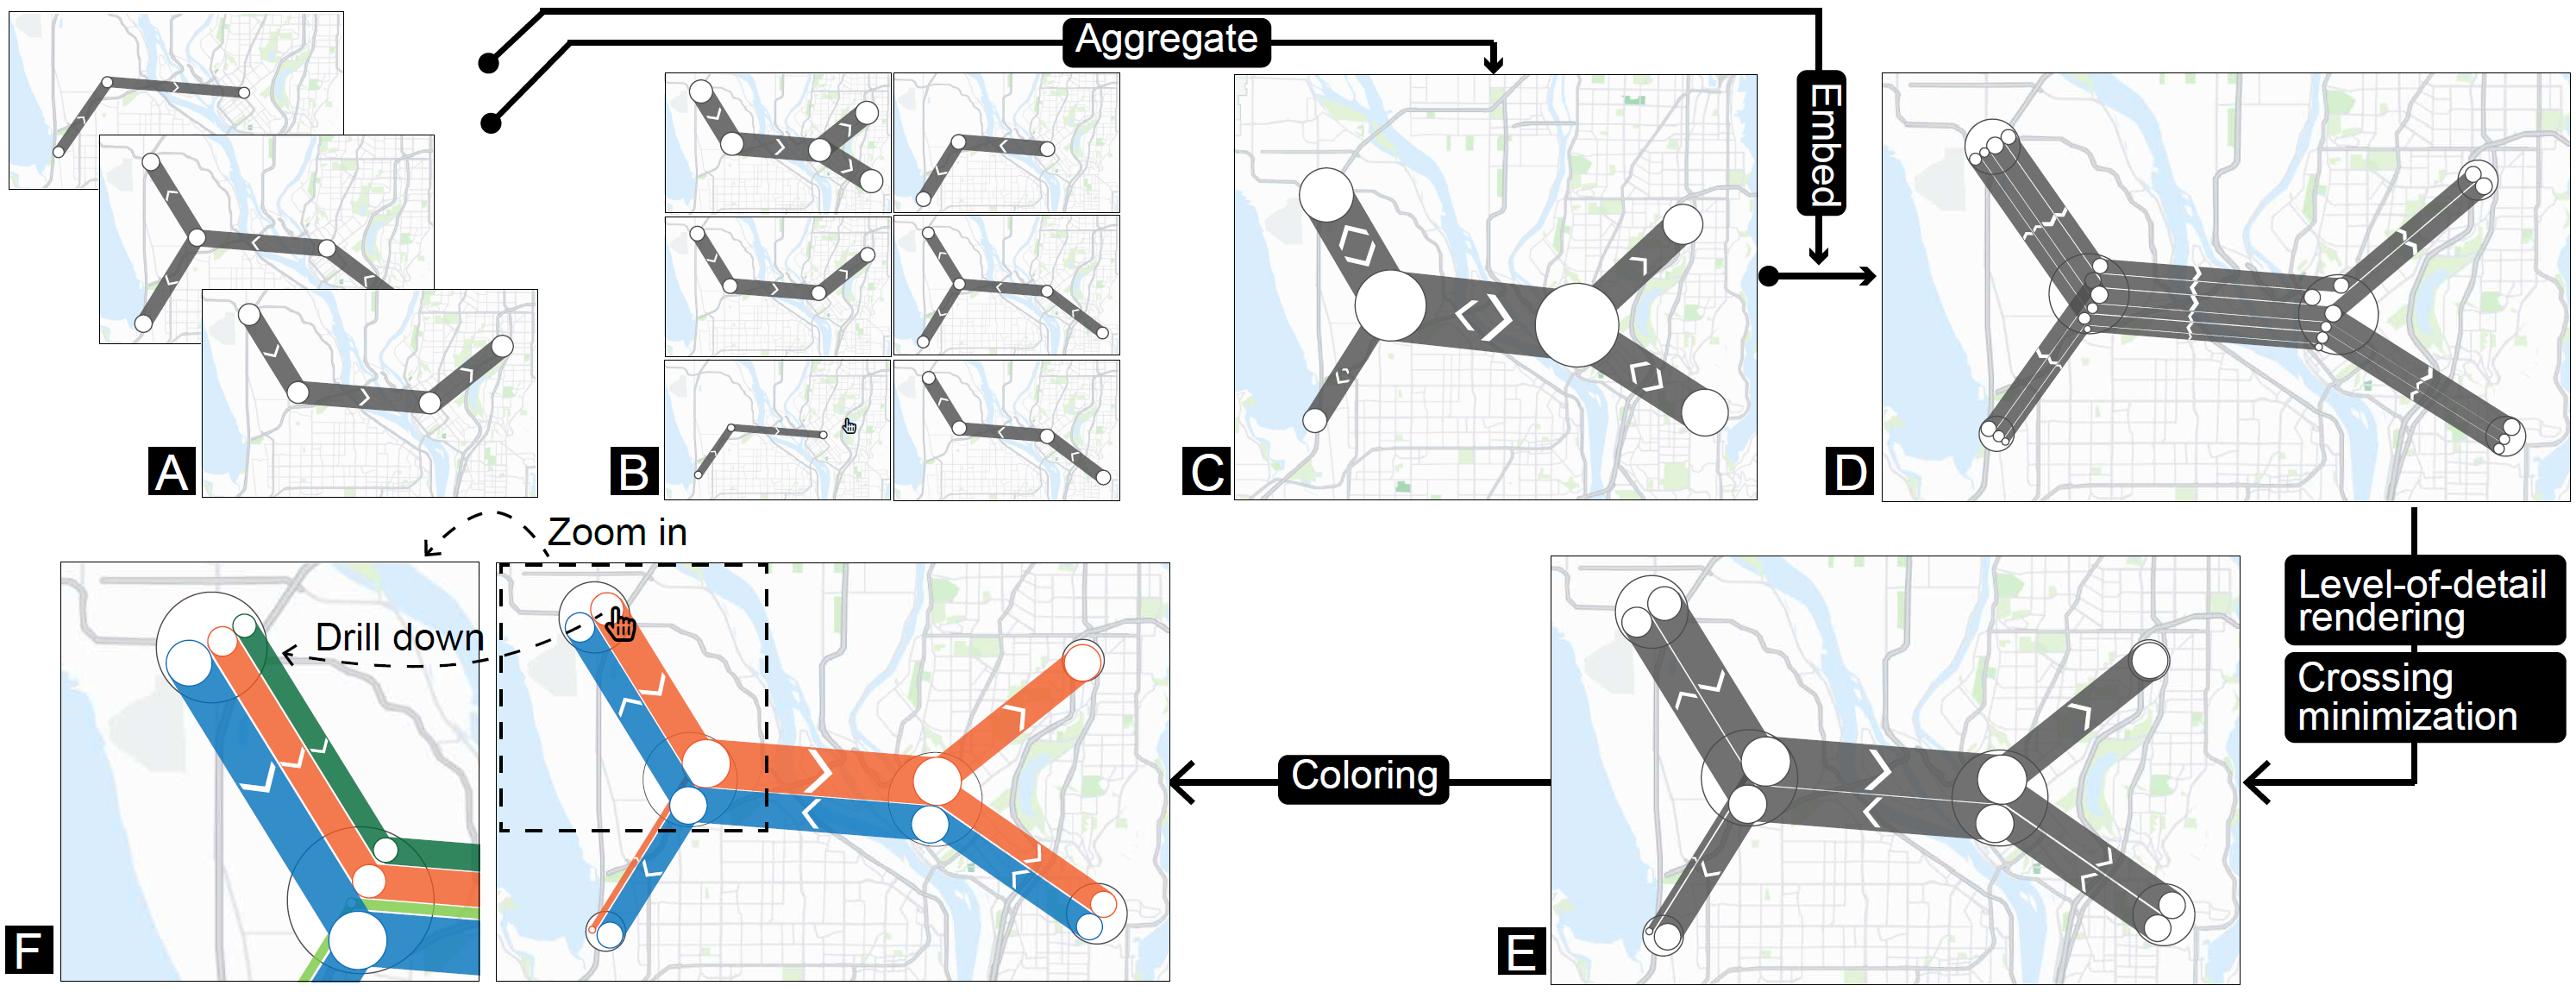 Aggregate
Embed
A
B
C
D
Zoom in
Drill down
Level-of-detail
rendering
Crossing
minimization
Coloring
F
E